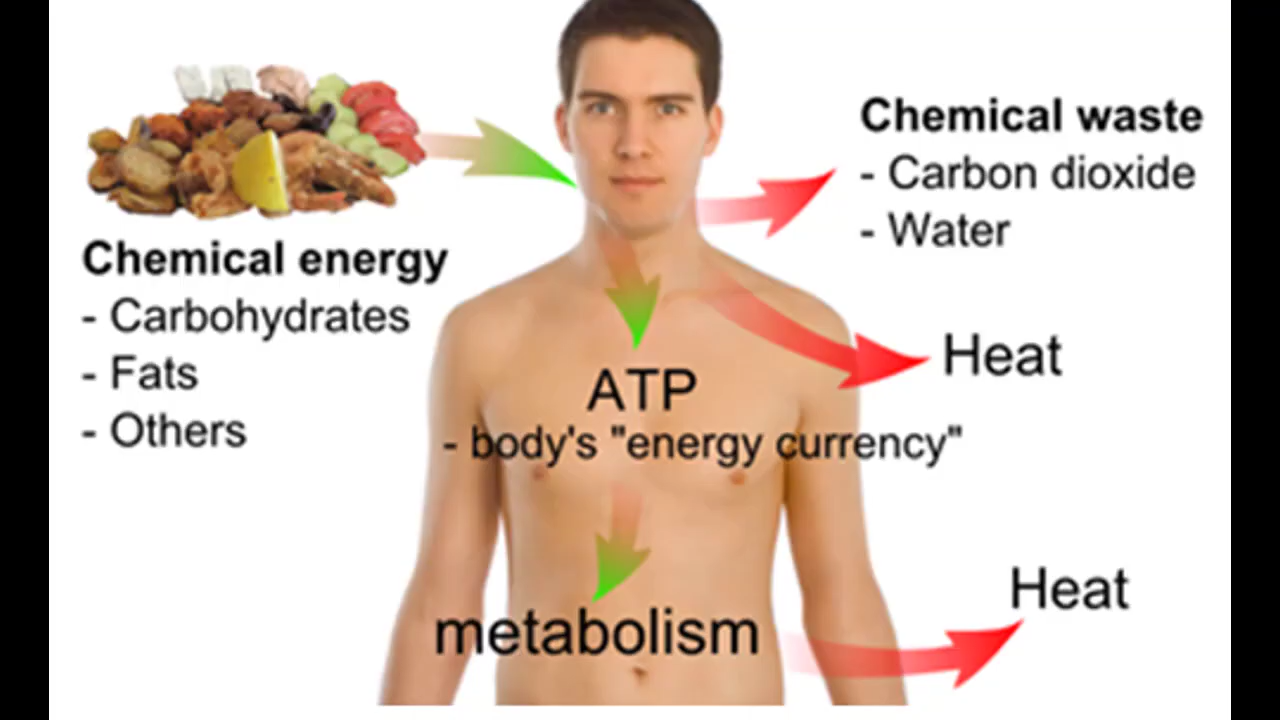 Chemical energy
- Carbohydrates
- Fats
- Others
Chemical waste
- Carbon dioxide
- Water
Heat
ATP
- body's "energy currency"
metabolism
Heat